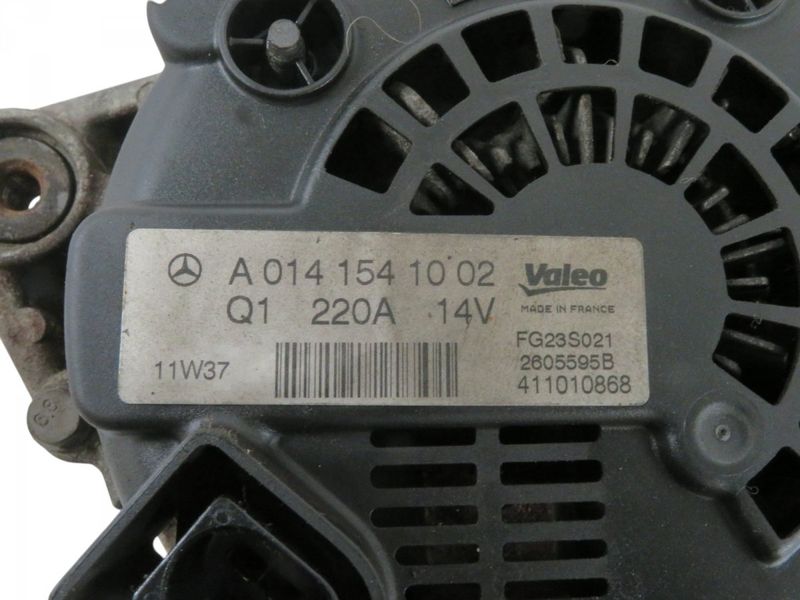 A 014 154 10 02
Q1 220A 14V
11W37
Valeo
MADE IN FRANCE
FG23S021
2605595B
411010868